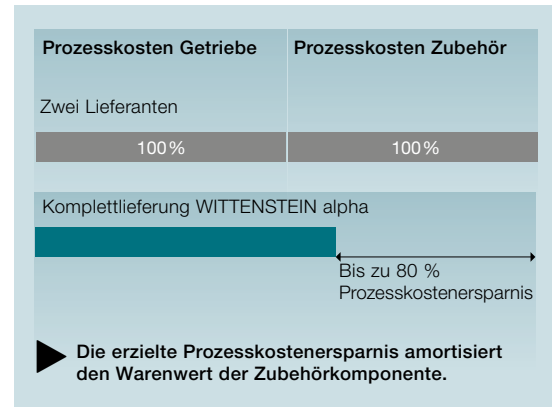 Prozesskosten Getriebe Prozesskosten Zubehör
Zwei Lieferanten
100 % 100 %
Komplettlieferung WITTENSTEIN alpha
Bis zu 80 %
Prozesskostenersparnis
Die erzielte Prozesskostenersparnis amortisiert
den Warenwert der Zubehörkomponente.